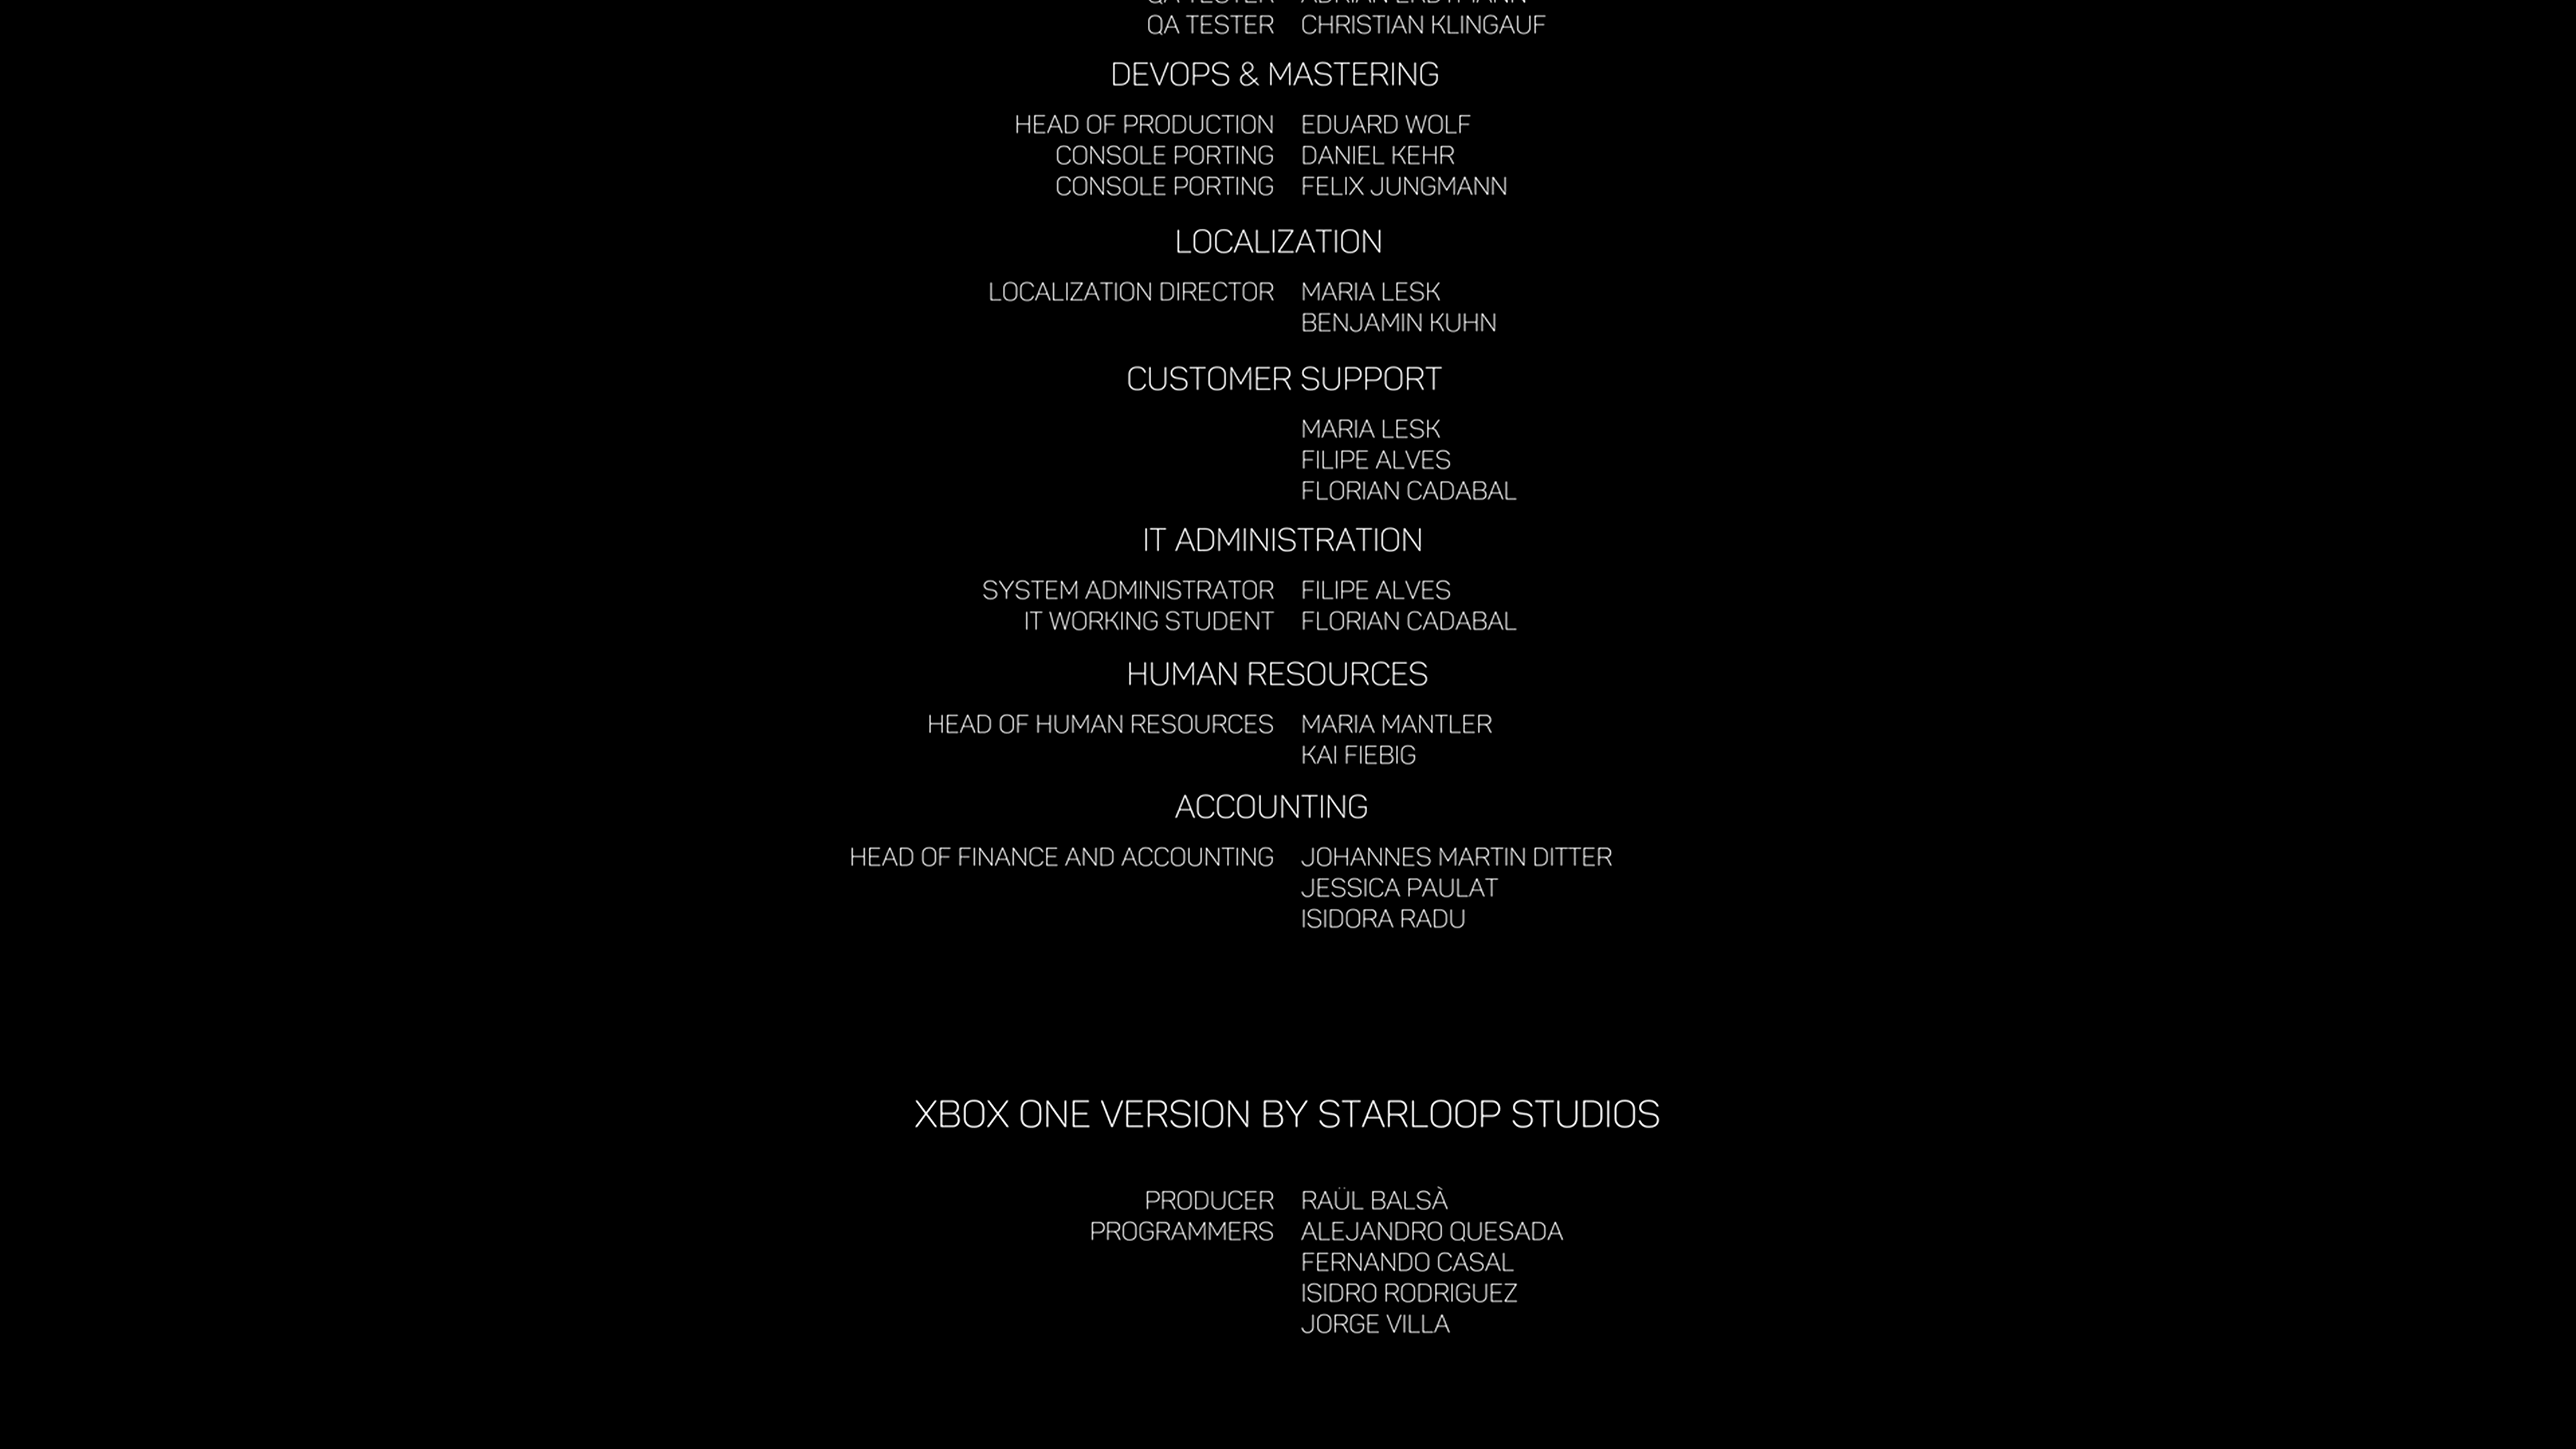 QA TESTER
QA TESTER CHRISTIAN KLINGAUF
DEVOPS & MASTERING
HEAD OF PRODUCTION EDUARD WOLF
CONSOLE PORTING DANIEL KEHR
CONSOLE PORTING FELIX JUNGMANN
LOCALIZATION
LOCALIZATION DIRECTOR MARIA LESK
BENJAMIN KUHN
CUSTOMER SUPPORT
MARIA LESK
FILIPE ALVES
FLORIAN CADABAL
IT ADMINISTRATION
SYSTEM ADMINISTRATOR FILIPE ALVES
IT WORKING STUDENT FLORIAN CADABAL
HUMAN RESOURCES
HEAD OF HUMAN RESOURCES MARIA MANTLER
KAI FIEBIG
ACCOUNTING
HEAD OF FINANCE AND ACCOUNTING JOHANNES MARTIN DITTER
JESSICA PAULAT
ISIDORA RADU
XBOX ONE VERSION BY STARLOOP STUDIOS
PRODUCER RAÜL BALSÀ
PROGRAMMERS ALEJANDRO QUESADA
FERNANDO CASAL
ISIDRO RODRIGUEZ
JORGE VILLA